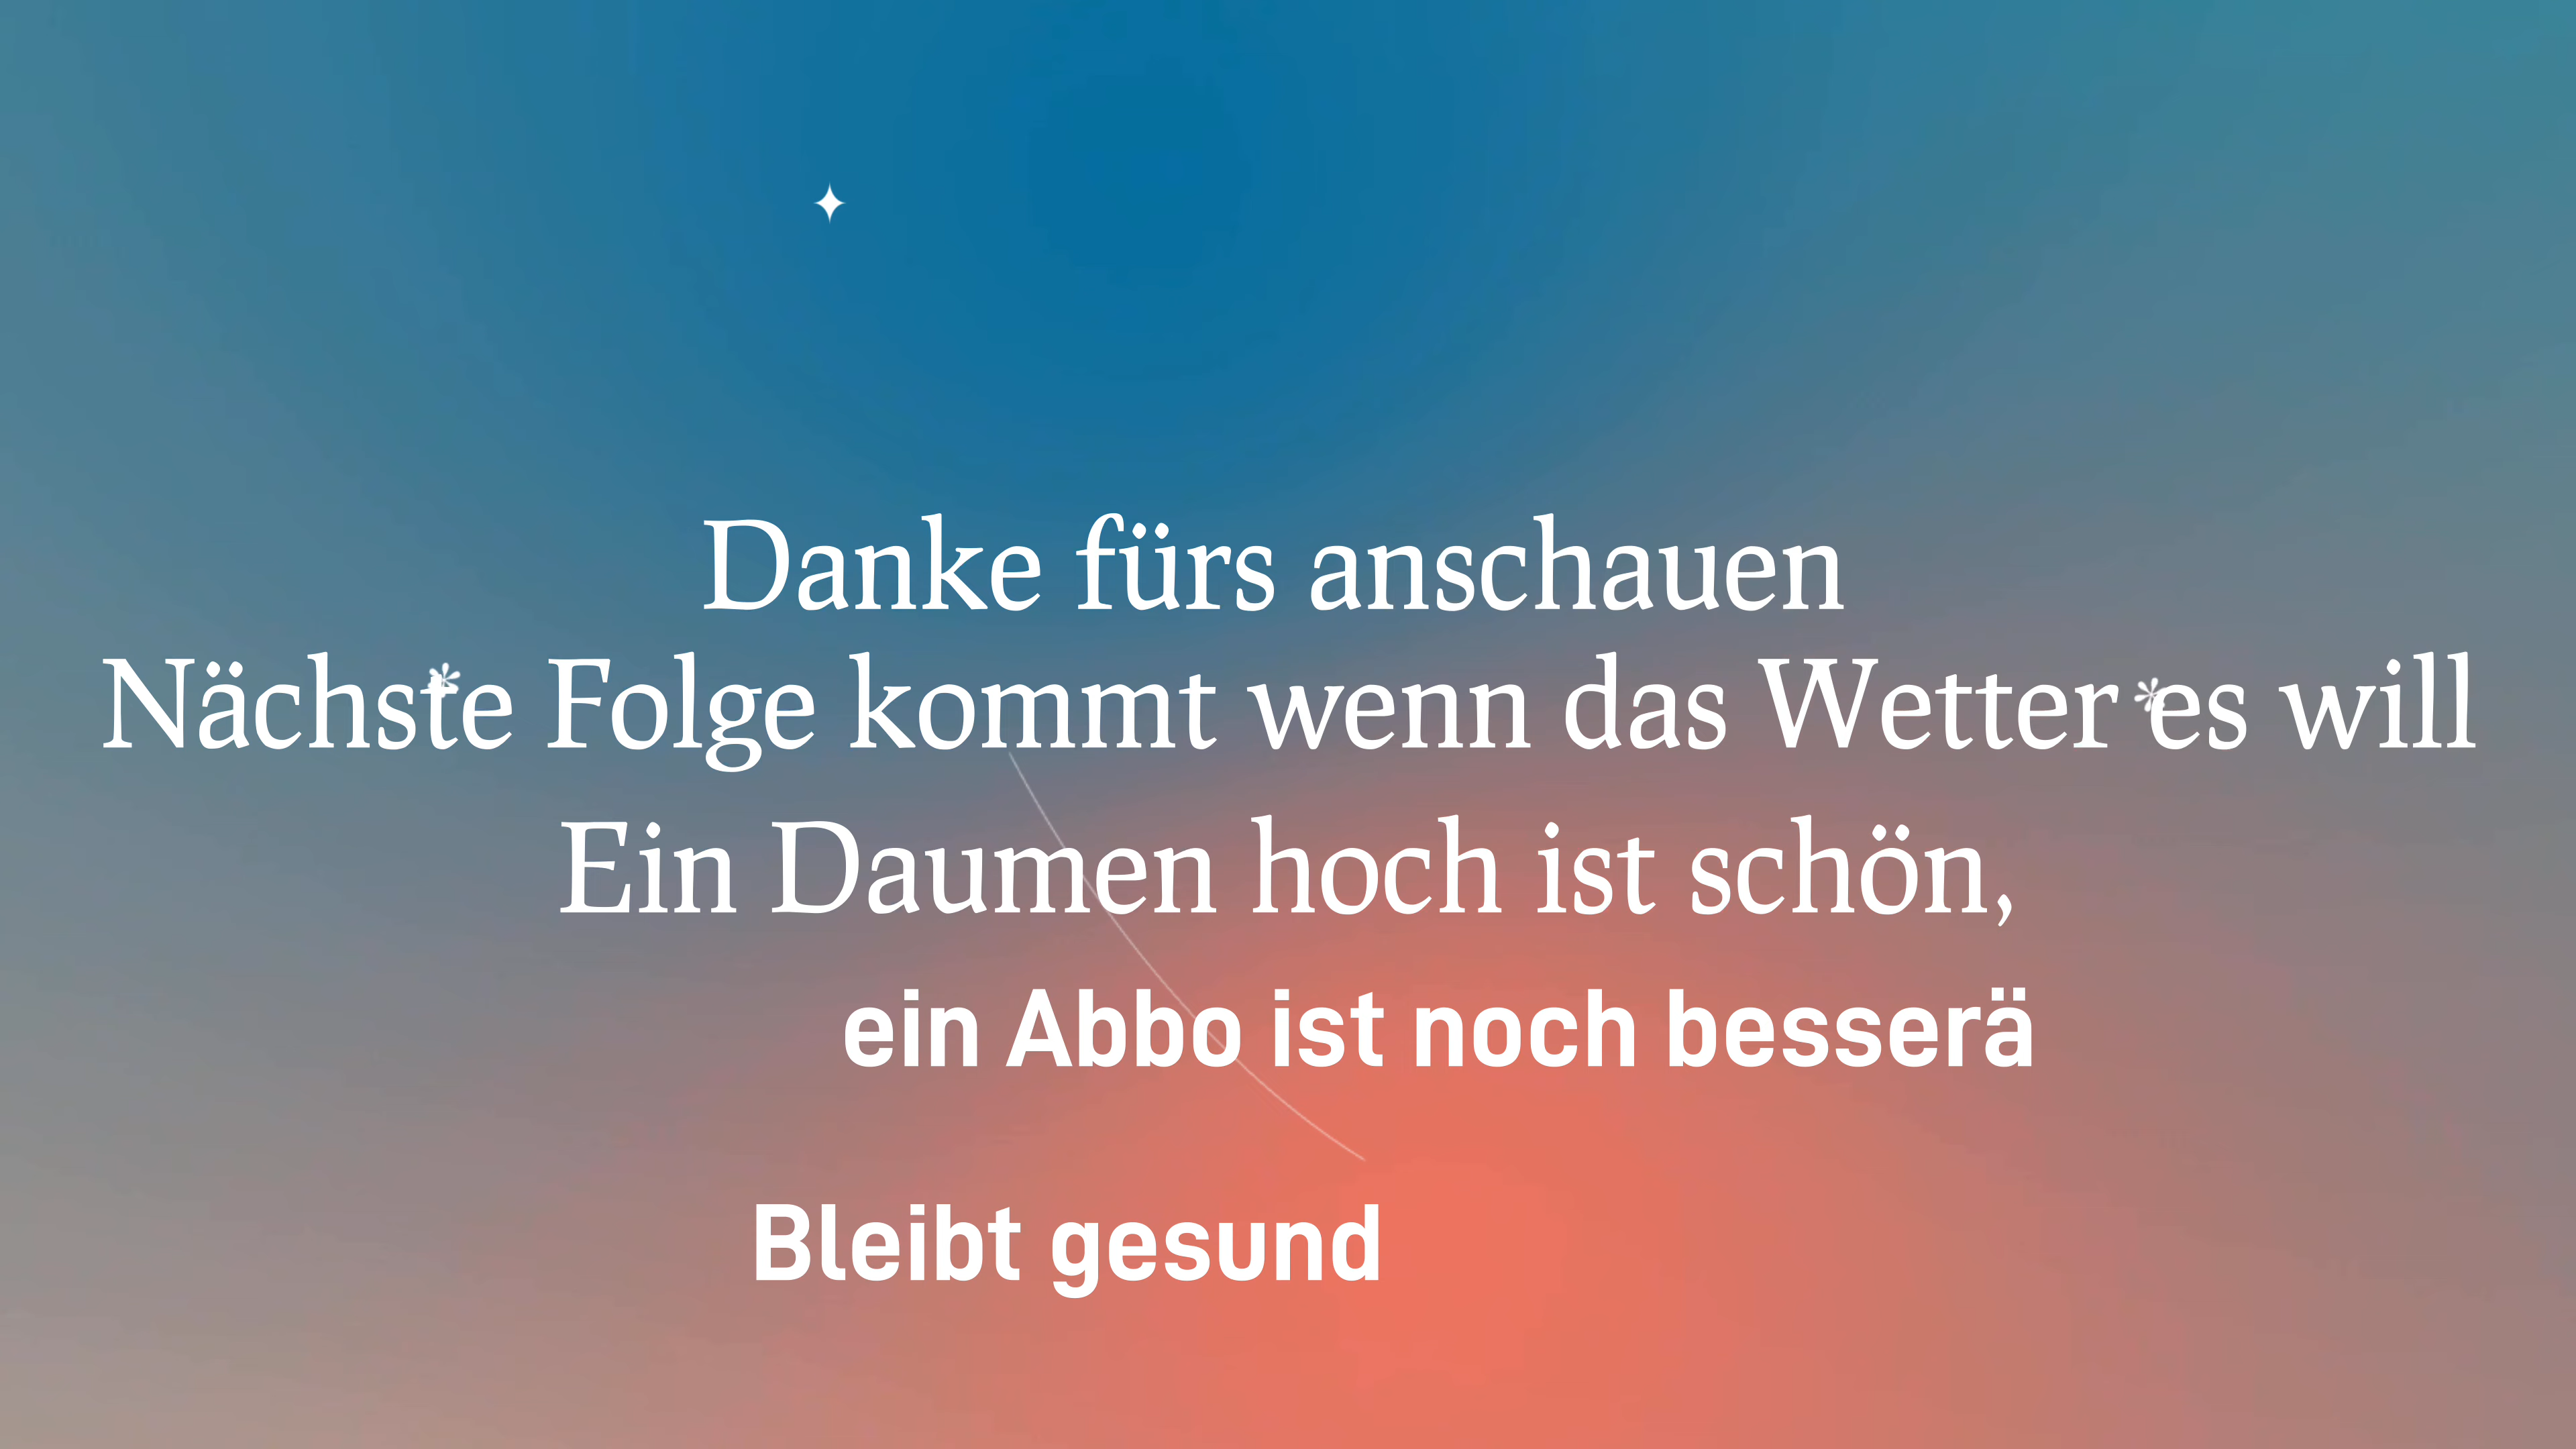 Danke fürs anschauen
Nächste Folge kommt wenn das Wetter es will
Ein Daumen hoch ist schön,
ein Abbo ist noch besserä
Bleibt gesund